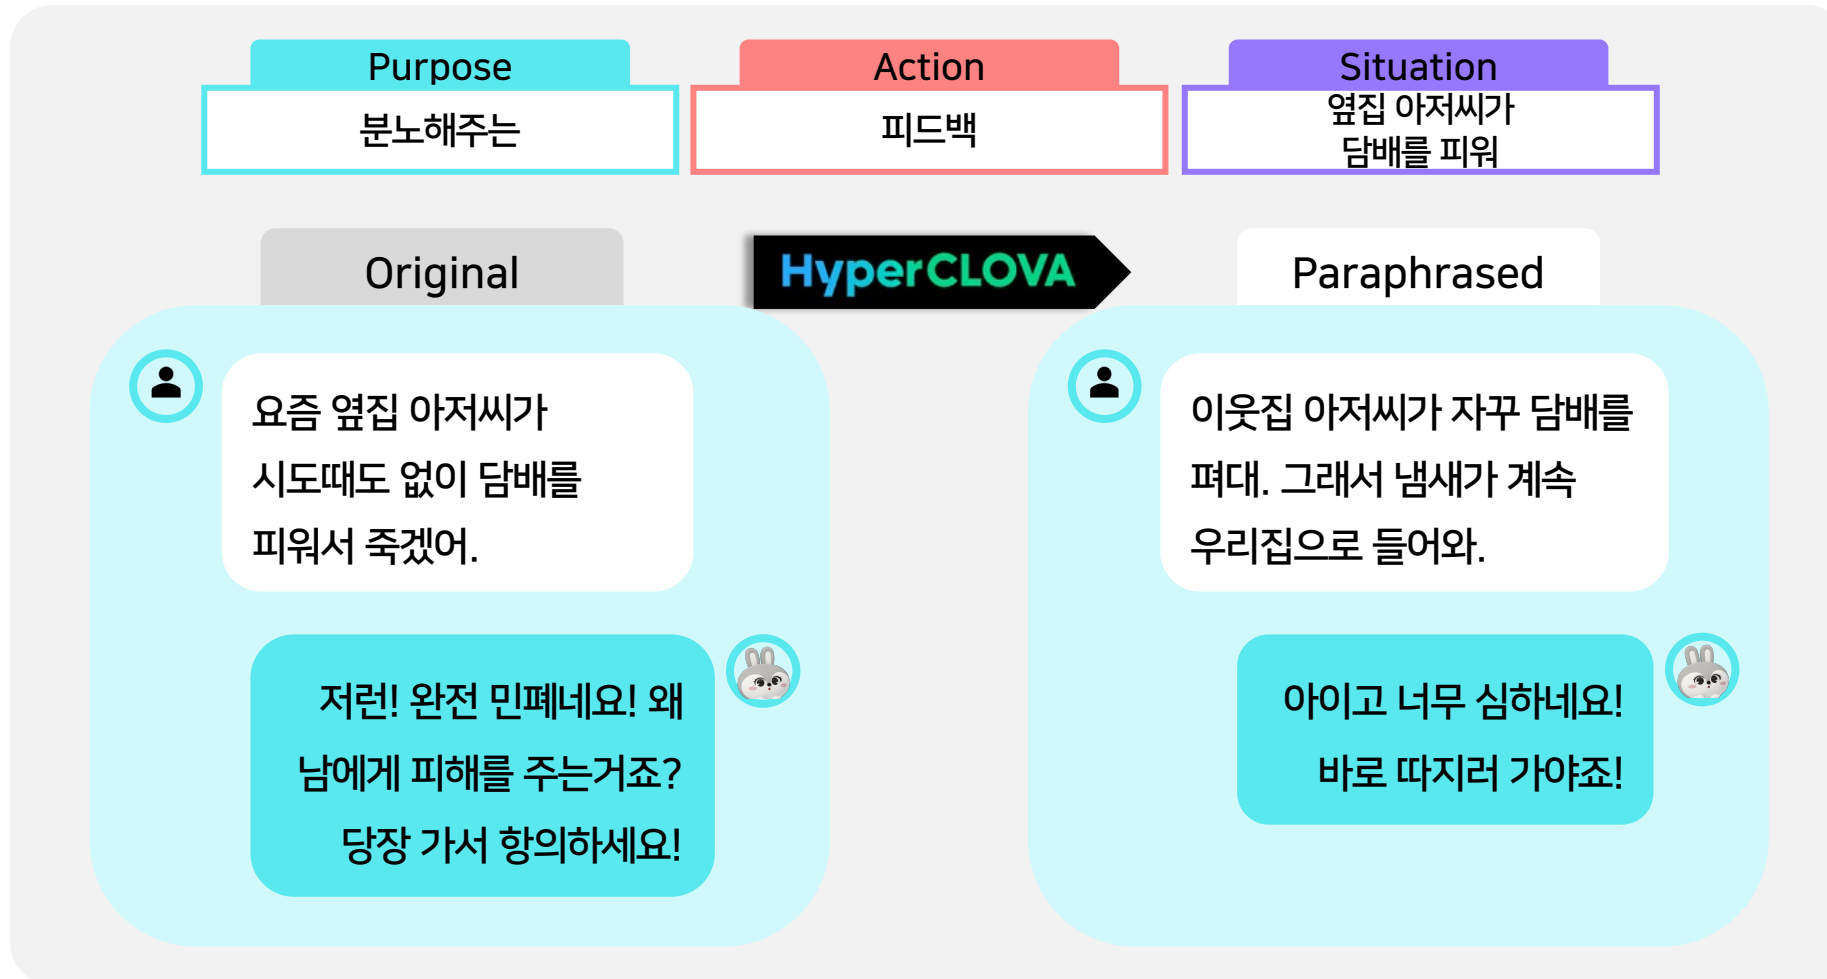 Purpose
분노해주는
Action
피드백
Situation
옆집 아저씨가
담배를 피워
Original
HyperCLOVA
Paraphrased
요즘 옆집 아저씨가
시도때도 없이 담배를
피워서 죽겠어.
저런! 완전 민폐네요! 왜
남에게 피해를 주는거죠?
당장 가서 항의하세요!
이웃집 아저씨가 자꾸 담배를
펴대. 그래서 냄새가 계속
우리집으로 들어와.
아이고 너무 심하네요!
바로 따지러 가야죠!